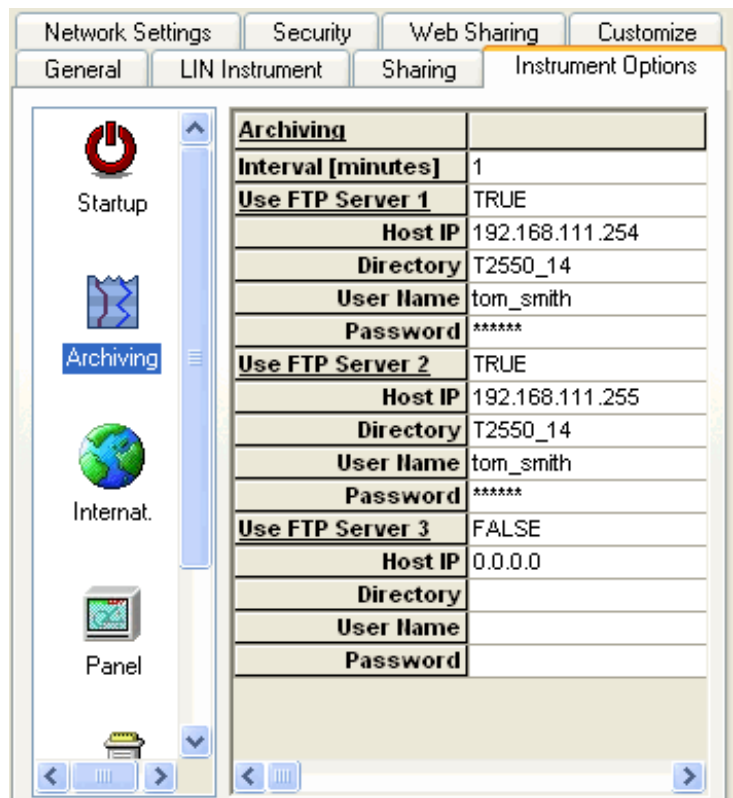 Network Settings Security Web Sharing Customize
General LIN Instrument Sharing Instrument Options
Startup
Archiving
Internat.
Panel
Archiving
Interval [minutes] 1
Use FTP Server 1 TRUE
Host IP 192.168.111.254
Directory T2550_14
User Name tom_smith
Password ******
Use FTP Server 2 TRUE
Host IP 192.168.111.255
Directory T2550_14
User Name tom_smith
Password ******
Use FTP Server 3 FALSE
Host IP 0.0.0.0
Directory
User Name
Password